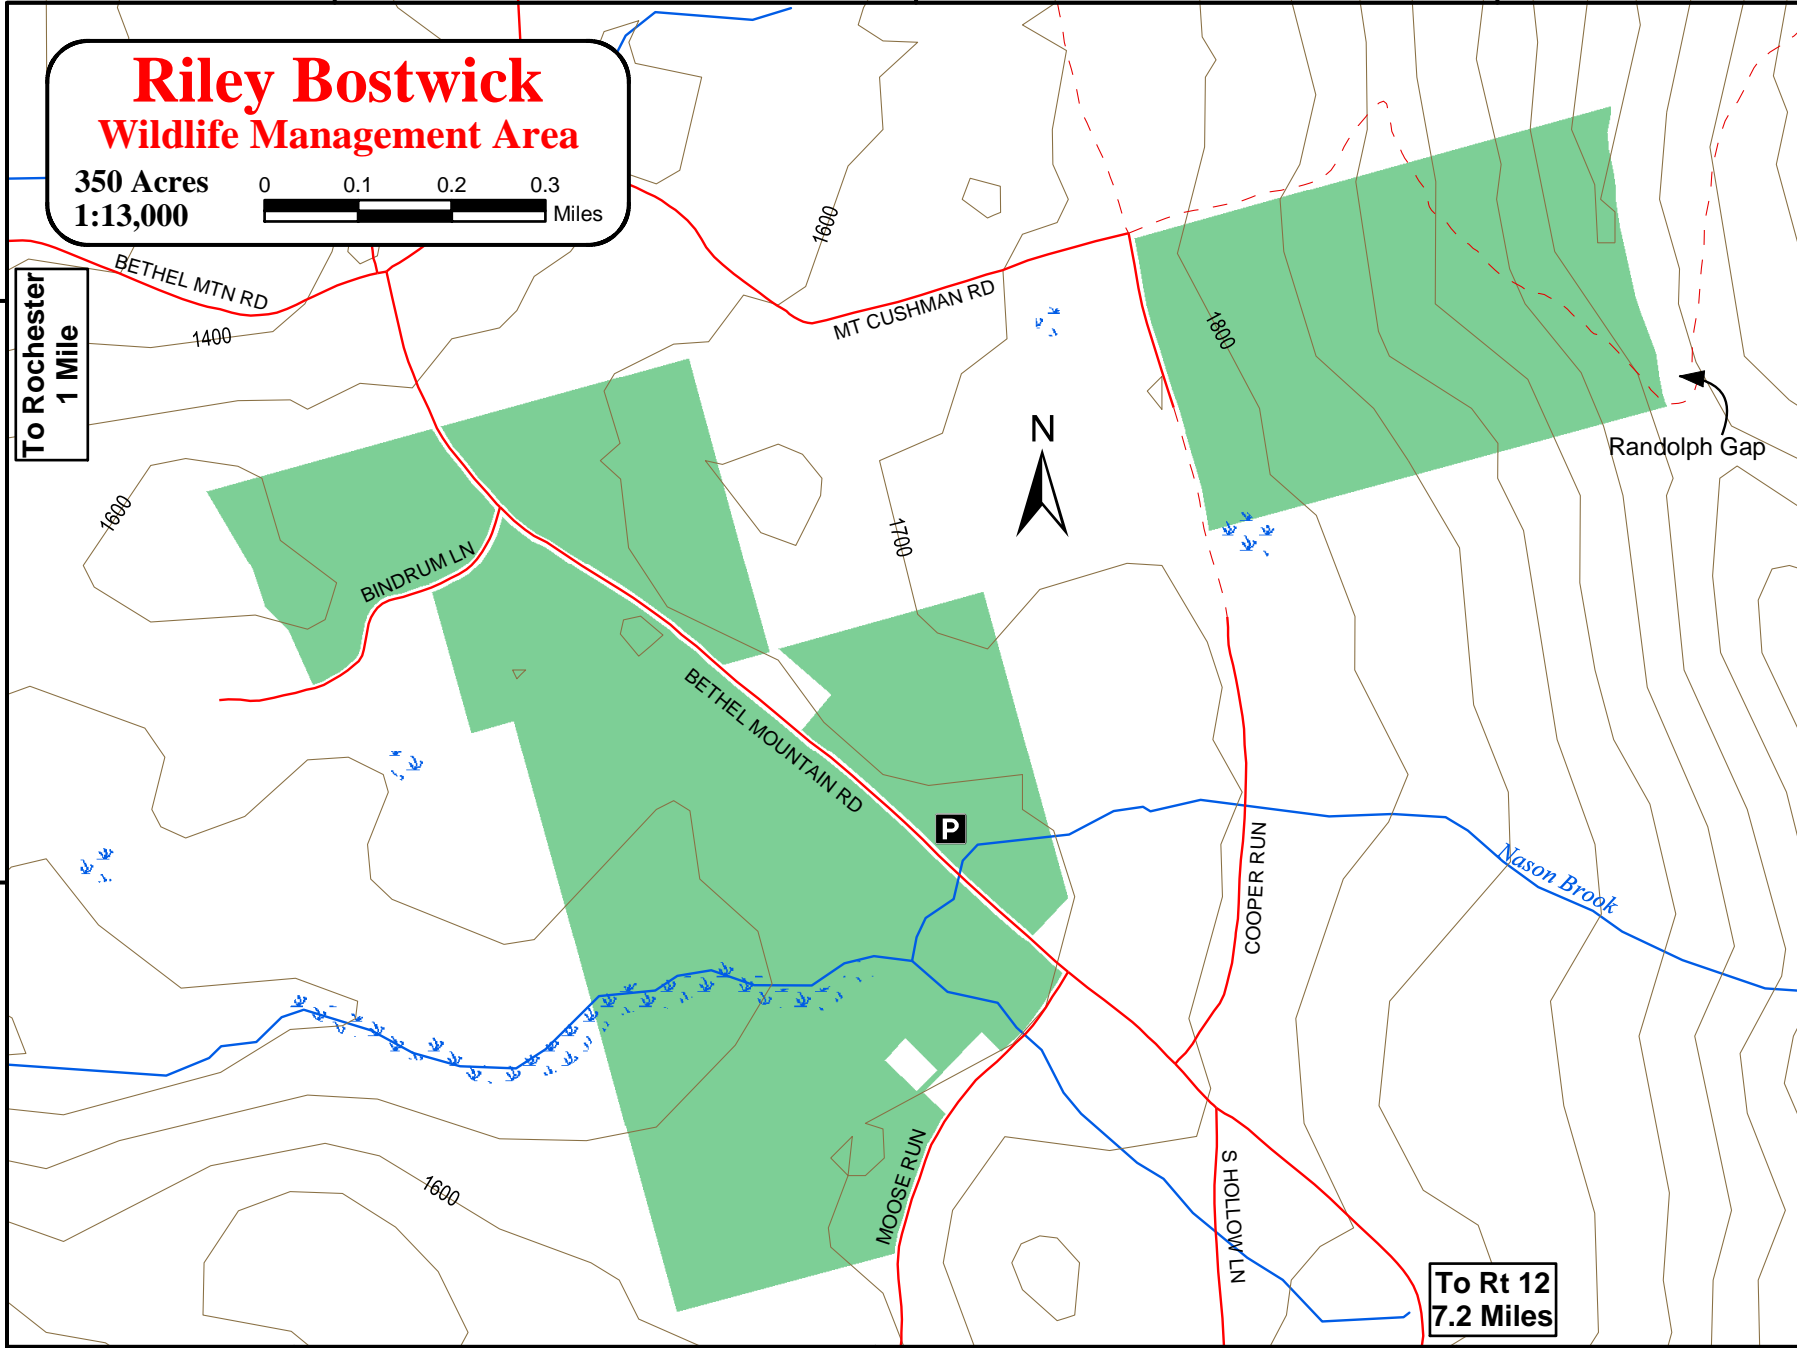 Riley Bostwick
Wildlife Management Area
350 Acres
1:13,000
0 0.1 0.2 0.3
Miles
To Rochester
1 Mile
BETHEL MTN RD
1400
1600
MT CUSHMAN RD
1800
Randolph Gap
N
1600
1700
BINDRUM LN
BETHEL MOUNTAIN RD
P
COOPER RUN
Nason Brook
MOOSE RUN
S HOLLOW LN
1600
To Rt 12
7.2 Miles